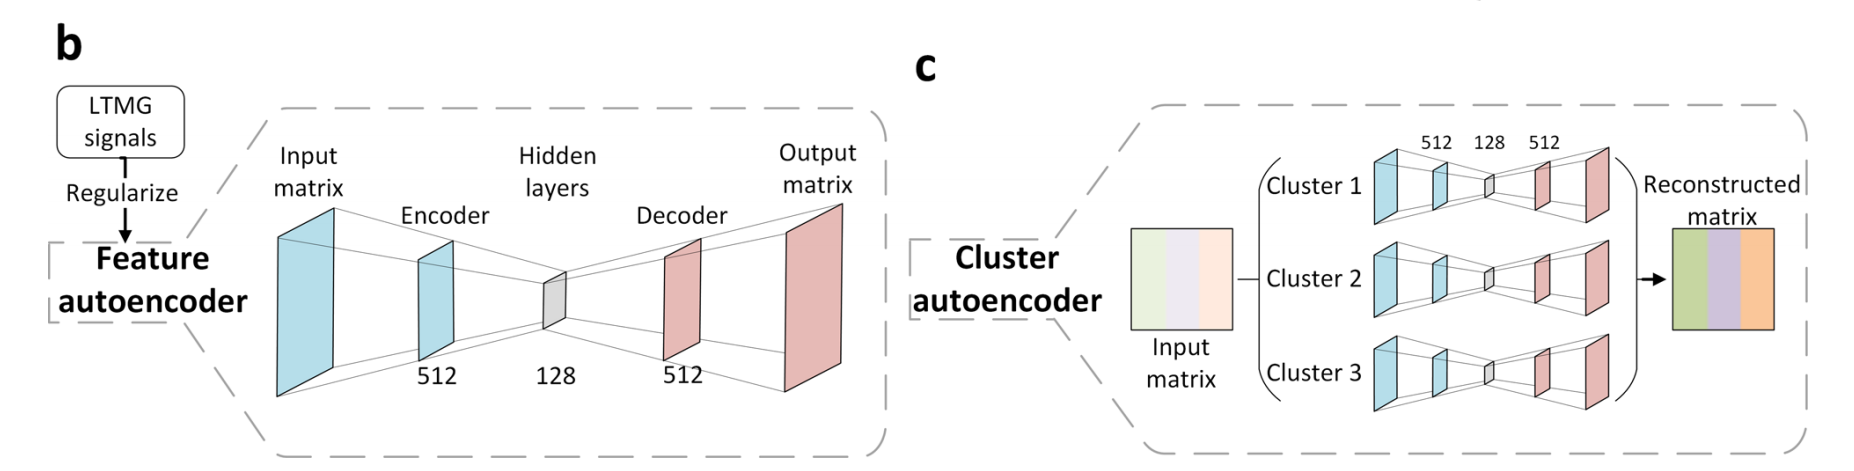 b
LTMG
signals
Regularize
Feature
autoencoder
Input
matrix
Encoder
Hidden
layers
Decoder
Output
matrix
512
128
512
c
Cluster
autoencoder
Input
matrix
512 128 512
Cluster 1
Cluster 2
Cluster 3
Reconstructed
matrix